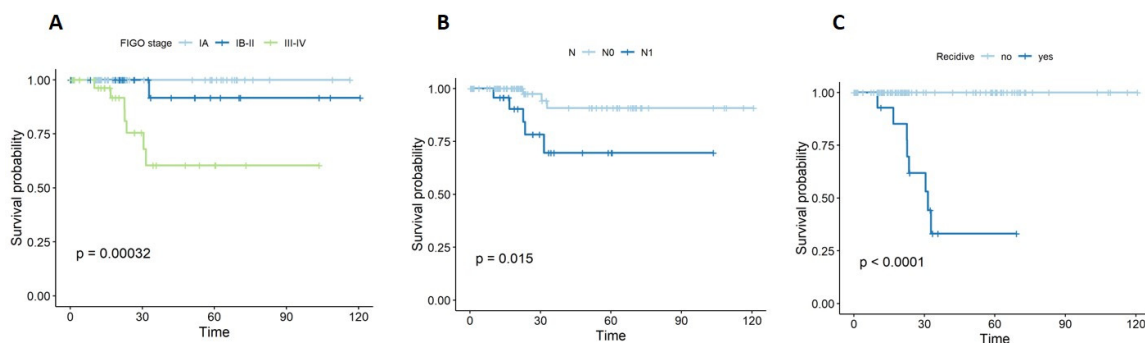 A
FIGO stage IA IB-II III-IV
Survival probability
1.00
0.75
0.50
0.25
0.00
p = 0.00032
0 30 60 90 120
Time
B
N N0 N1
Survival probability
1.00
0.75
0.50
0.25
0.00
p = 0.015
0 30 60 90 120
Time
C
Recidive no yes
Survival probability
1.00
0.75
0.50
0.25
0.00
p < 0.0001
0 30 60 90 120
Time